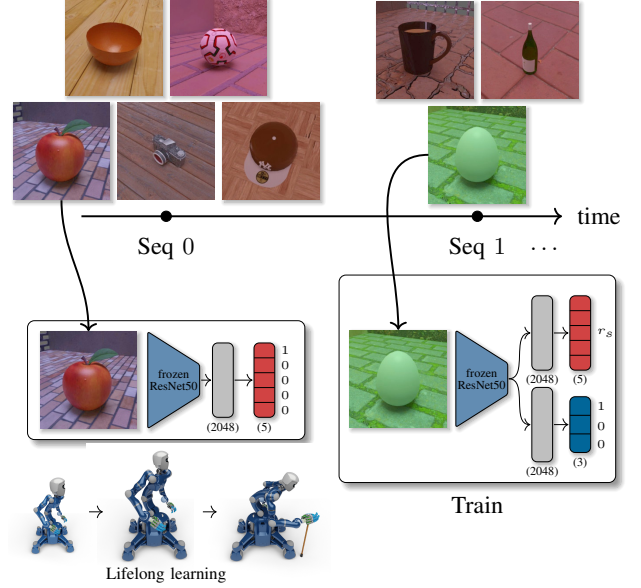 time
Seq 0
Seq 1
...
frozen
ResNet50
1
0
0
0
0
(2048)
(5)
frozen
ResNet50
(2048)
(5)
r_s
1
0
0
(2048)
(3)
Train
Lifelong learning